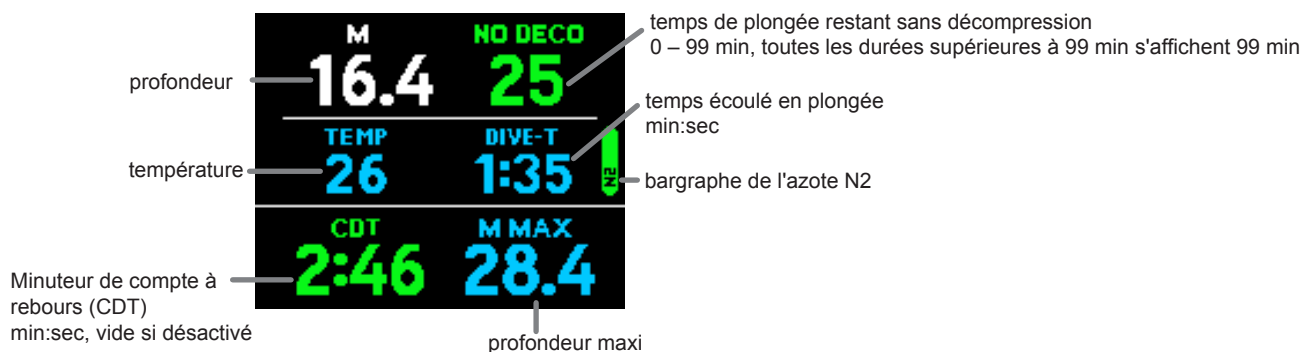 M
NO DECO
16.4
25
TEMP
DIVE-T
26
1:35
N2
CDT
M MAX
2:46
28.4
profondeur
température
Minuteur de compte à
rebours (CDT)
min:sec, vide si désactivé
temps de plongée restant sans décompression
0 – 99 min, toutes les durées supérieures à 99 min s'affichent 99 min
temps écoulé en plongée
min:sec
bargraphe de l'azote N2
profondeur maxi